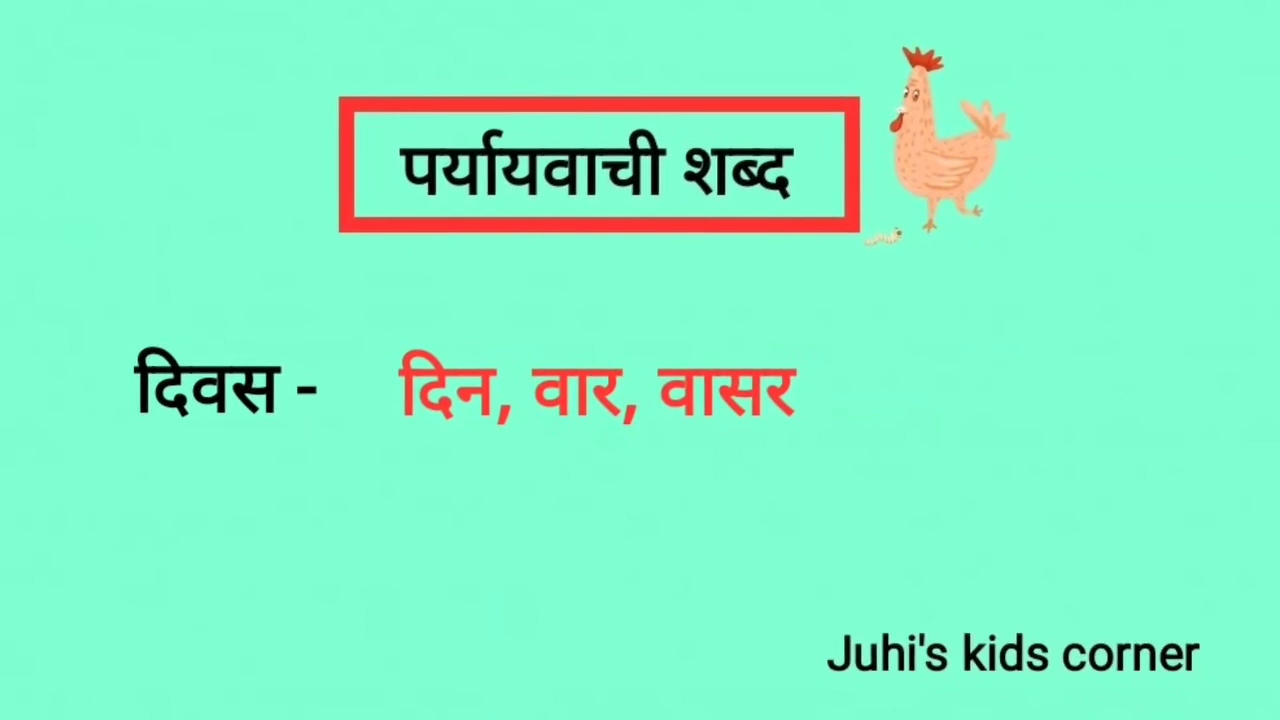 पर्यायवाची शब्द
दिवस - दिन, वार, वासर
Juhi's kids corner